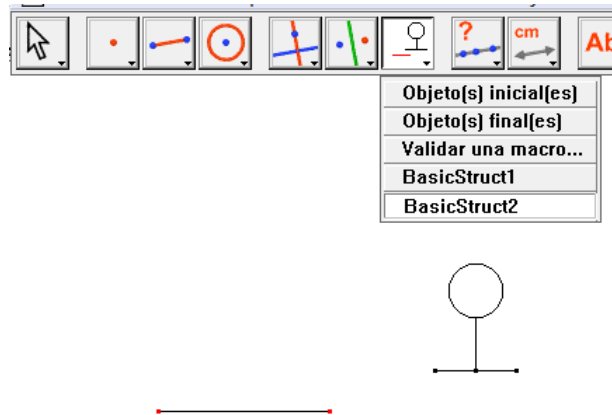 ? cm Ab
Objeto(s) inicial(es)
Objeto(s) final(es)
Validar una macro...
BasicStruct1
BasicStruct2